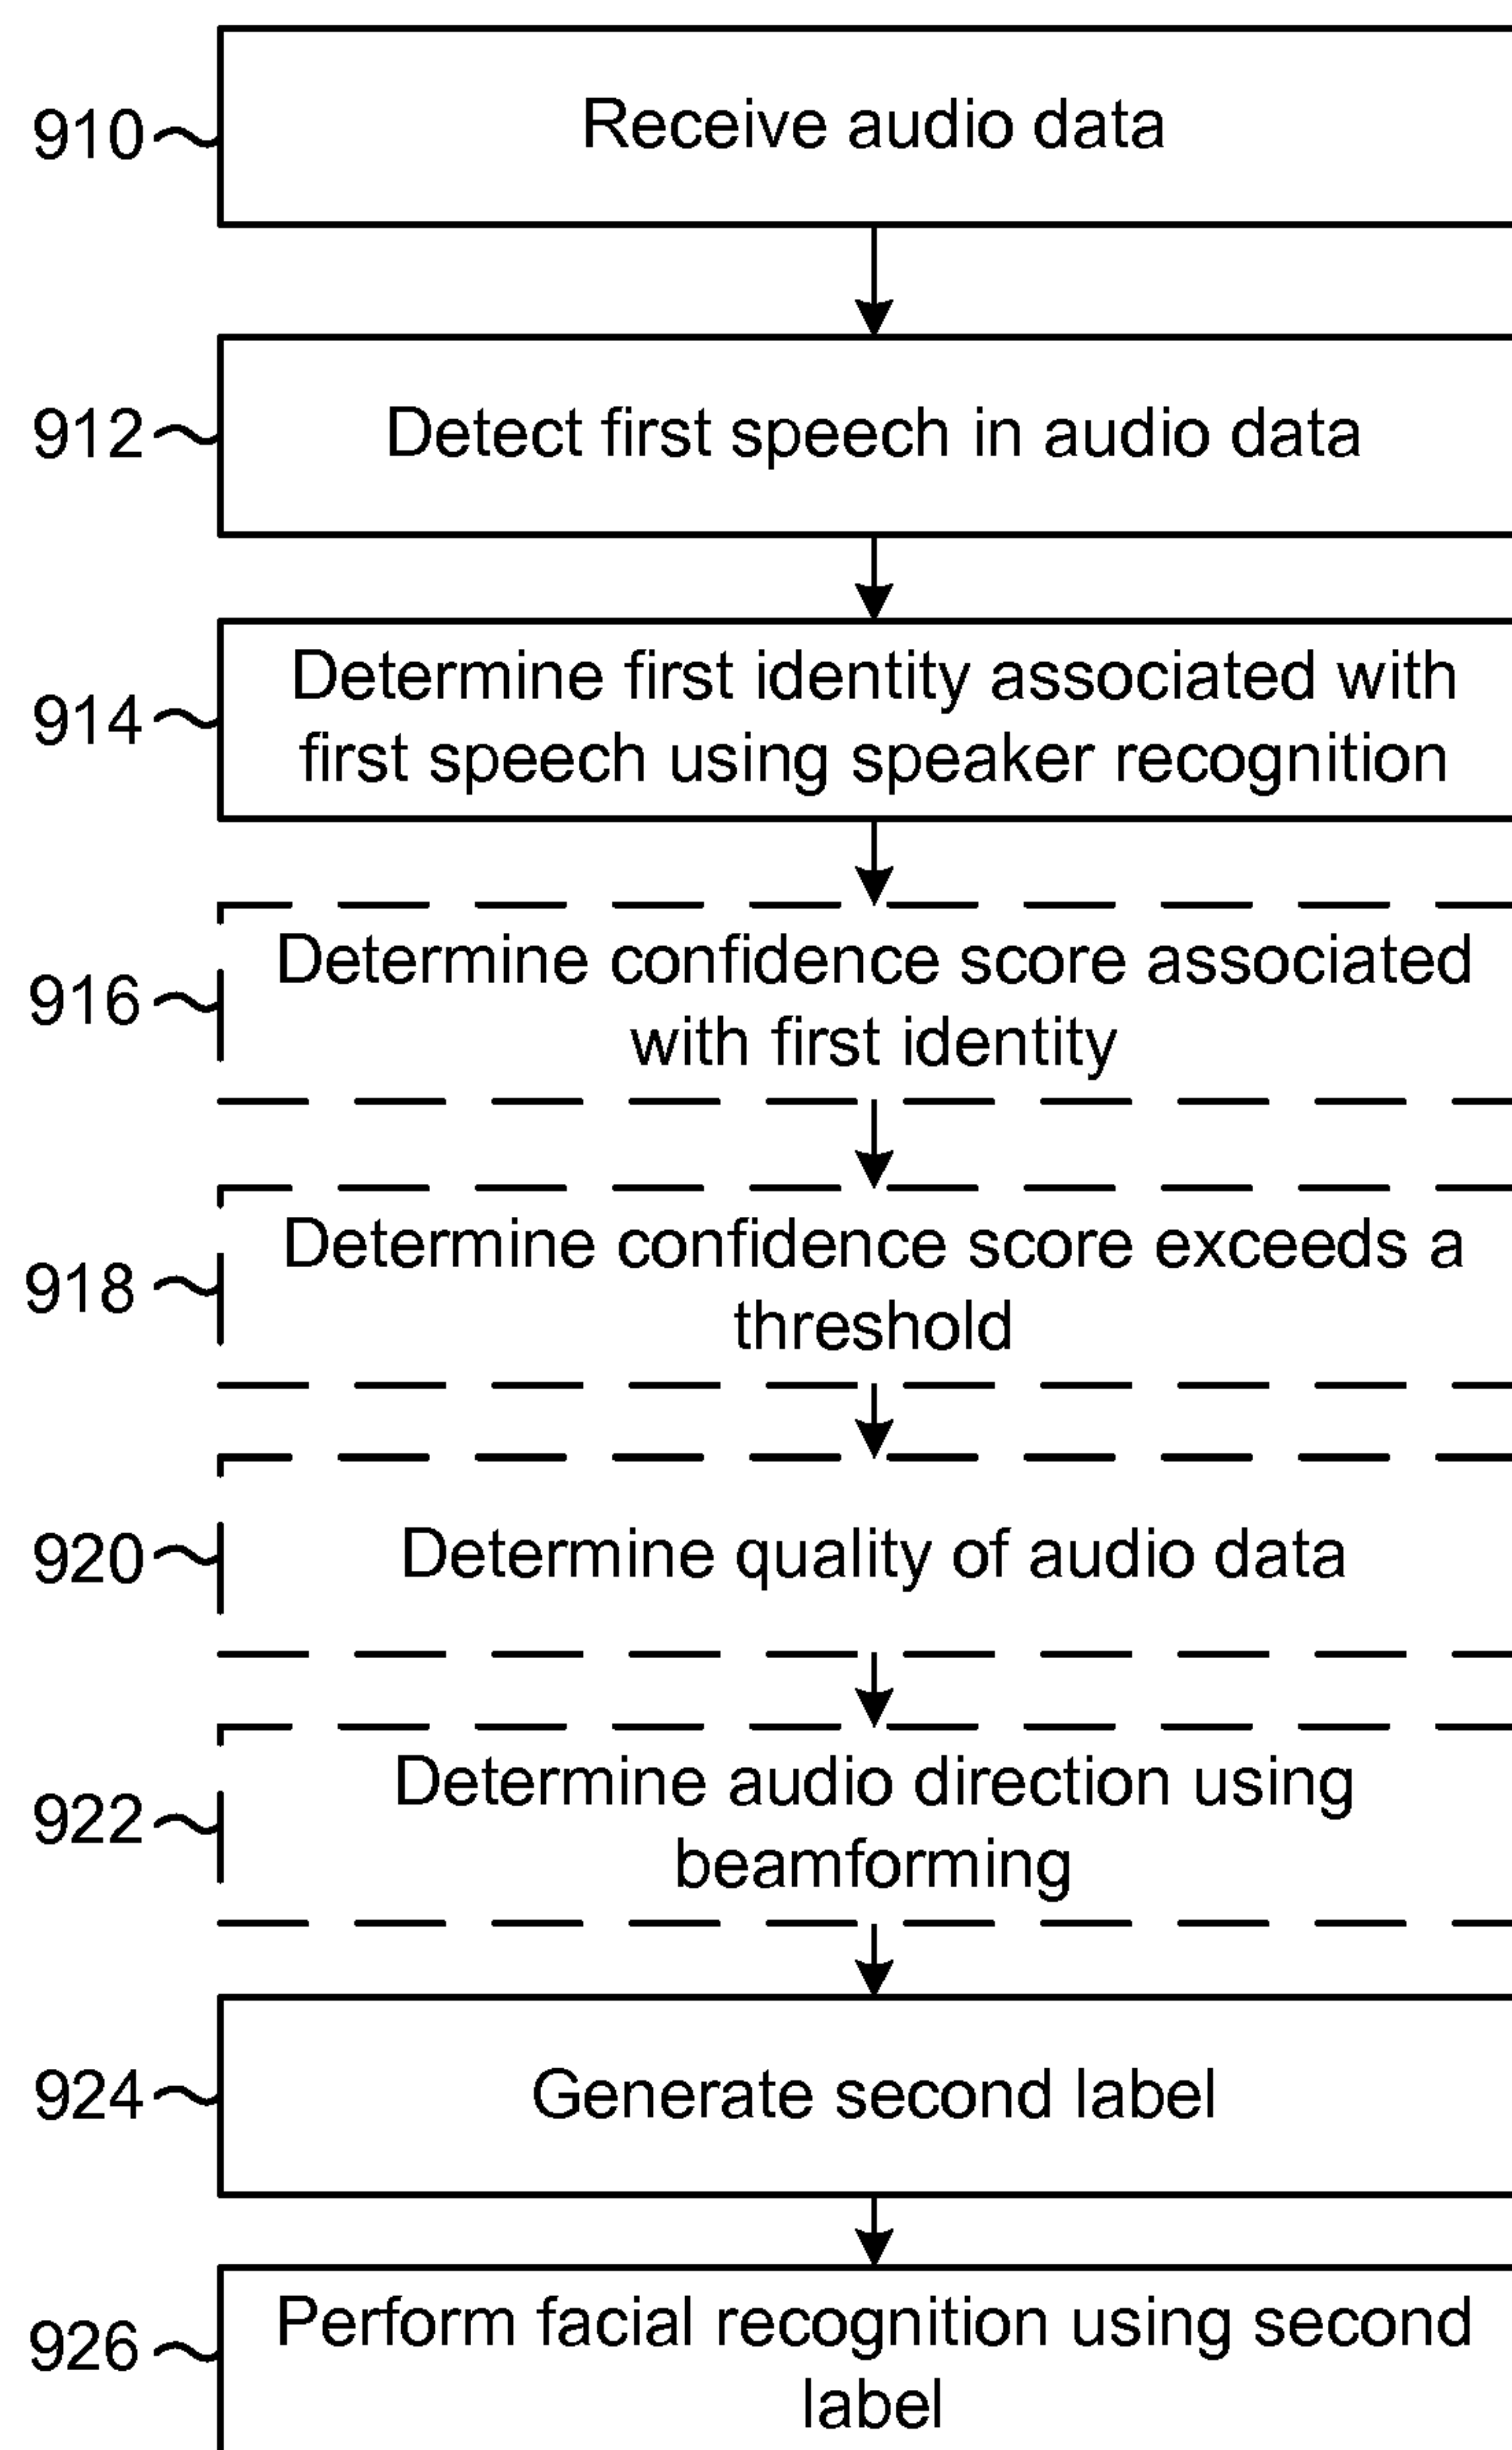 910
Receive audio data
912
Detect first speech in audio data
914
Determine first identity associated with
first speech using speaker recognition
916
Determine confidence score associated
with first identity
918
Determine confidence score exceeds a
threshold
920
Determine quality of audio data
922
Determine audio direction using
beamforming
924
Generate second label
926
Perform facial recognition using second
label